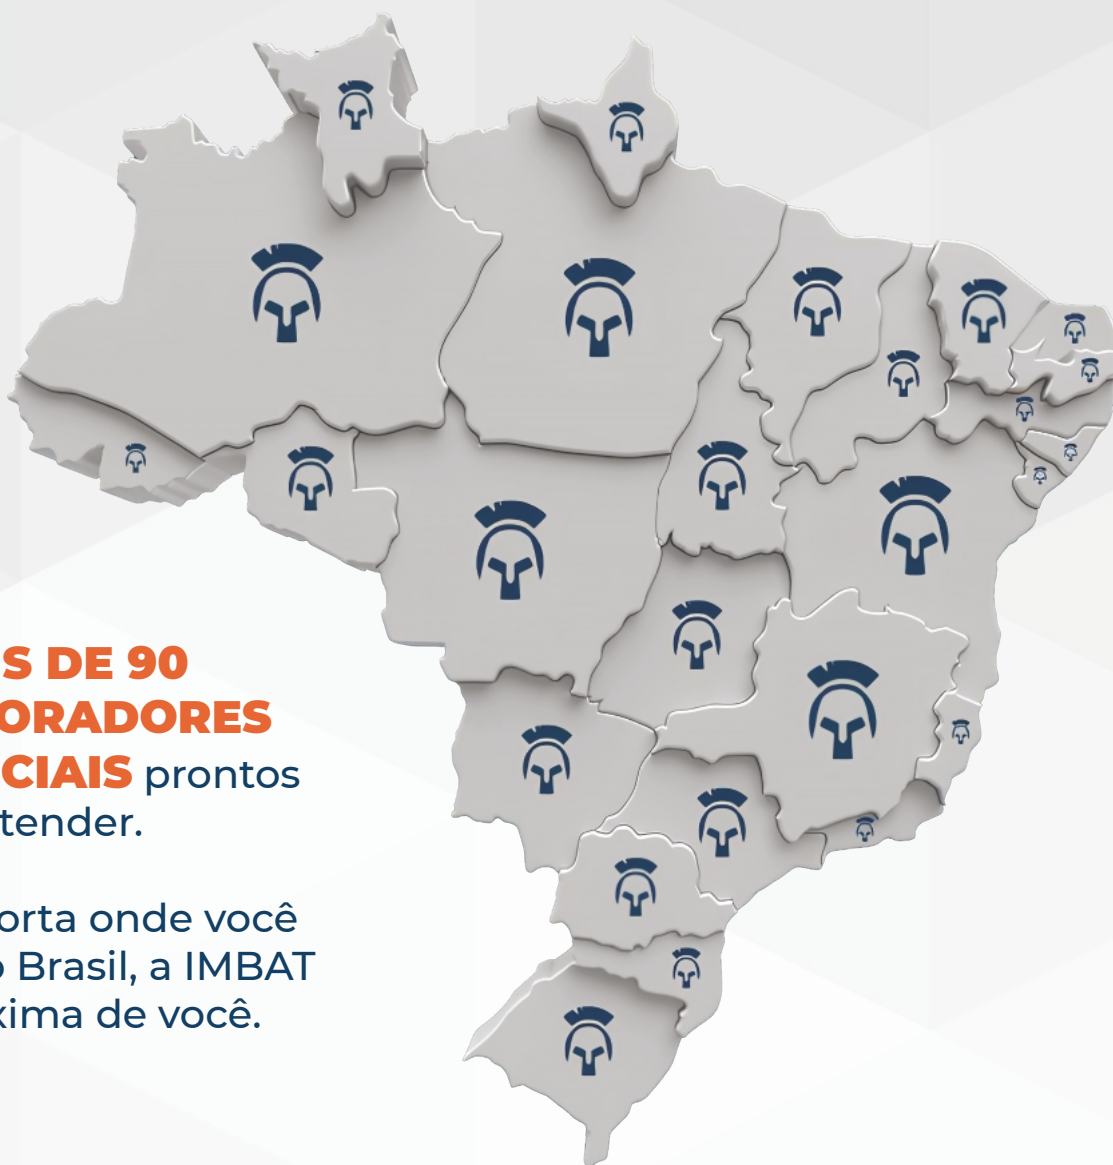 S DE 90
ORADORES
CIAIS prontos
tender.
orta onde você
o Brasil, a IMBAT
xima de você.